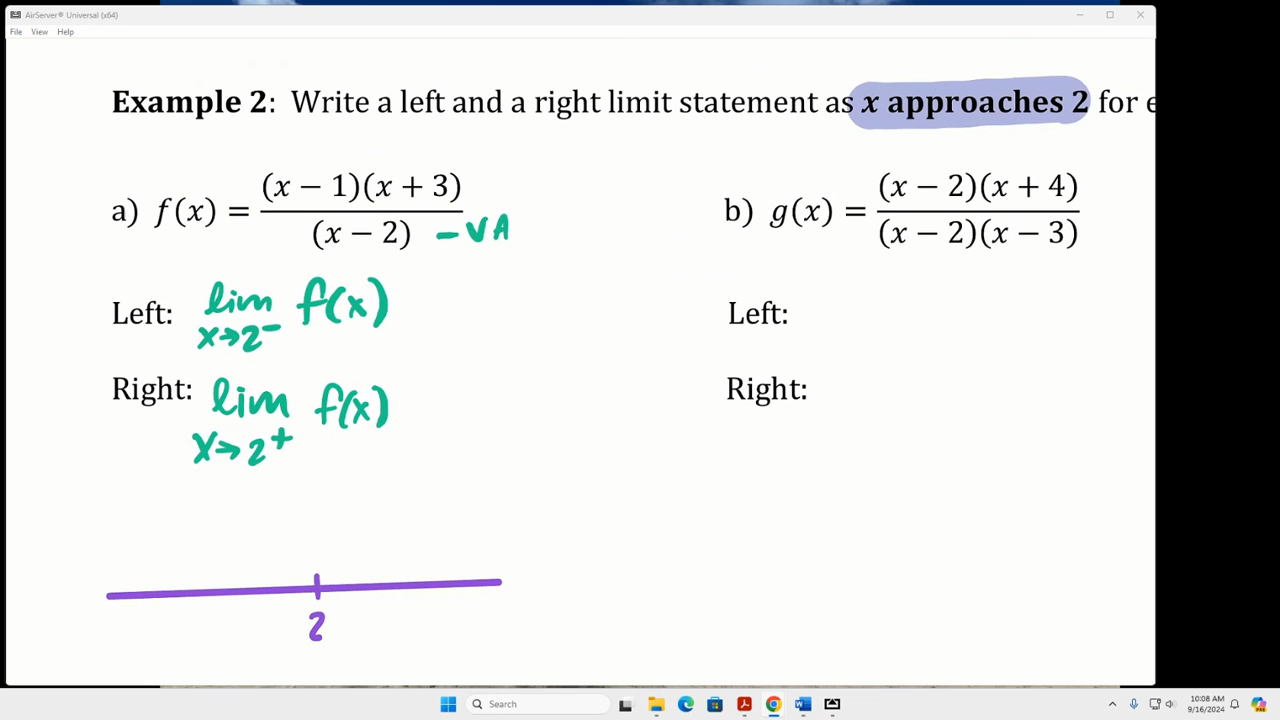 AirServer® Universal (x64)
File View Help
Example 2: Write a left and a right limit statement as x approaches 2 for e
a) f(x) = (x − 1)(x + 3)
(x − 2) – VA
b) g(x) = (x − 2)(x + 4)
(x − 2)(x − 3)
Left: lim f(x)
x→2⁻
Right: lim f(x)
x→2⁺
Left:
Right:
2
Search
10:08 AM
9/16/2024